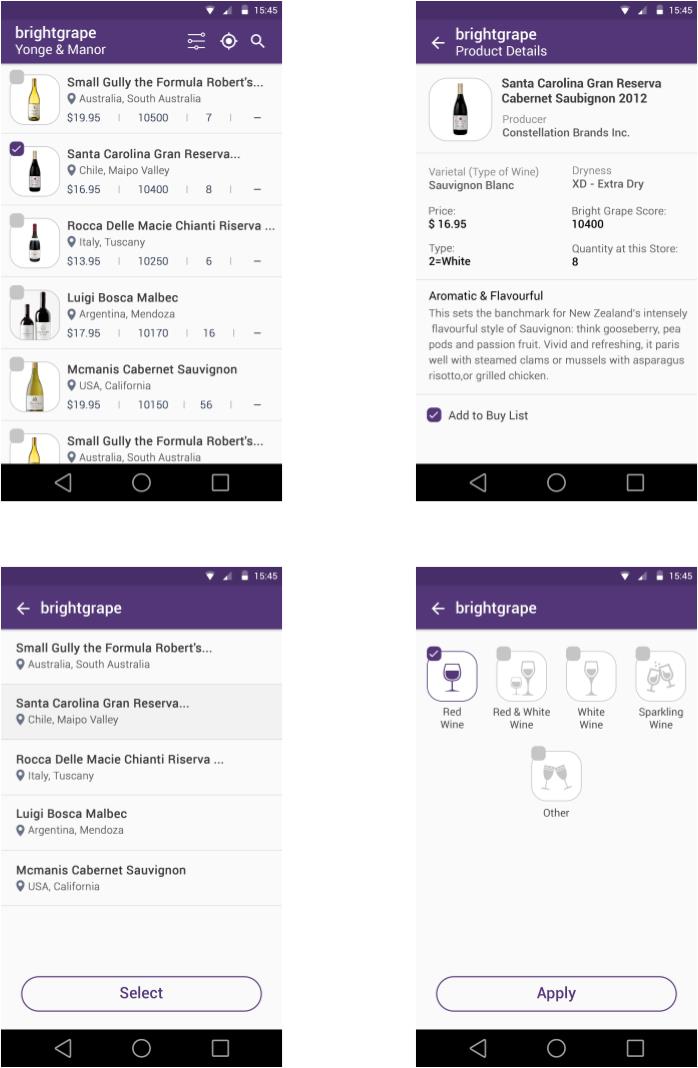 15:45
brightgrape
Yonge & Manor
Small Gully the Formula Robert's...
Australia, South Australia
$19.95 | 10500 | 7 | –
Santa Carolina Gran Reserva...
Chile, Maipo Valley
$16.95 | 10400 | 8 | –
Rocca Delle Macie Chianti Riserva ...
Italy, Tuscany
$13.95 | 10250 | 6 | –
Luigi Bosca Malbec
Argentina, Mendoza
$17.95 | 10170 | 16 | –
Mcmanis Cabernet Sauvignon
USA, California
$19.95 | 10150 | 56 | –
Small Gully the Formula Robert's...
Australia, South Australia
15:45
brightgrape
Product Details
Santa Carolina Gran Reserva
Cabernet Saubignon 2012
Producer
Constellation Brands Inc.
Varietal (Type of Wine)
Sauvignon Blanc
Dryness
XD - Extra Dry
Price:
$ 16.95
Bright Grape Score:
10400
Type:
2=White
Quantity at this Store:
8
Aromatic & Flavourful
This sets the banchmark for New Zealand's intensely
flavourful style of Sauvignon: think gooseberry, pea
pods and passion fruit. Vivid and refreshing, it paris
well with steamed clams or mussels with asparagus
risotto,or grilled chicken.
Add to Buy List
15:45
brightgrape
Small Gully the Formula Robert's...
Australia, South Australia
Santa Carolina Gran Reserva...
Chile, Maipo Valley
Rocca Delle Macie Chianti Riserva ...
Italy, Tuscany
Luigi Bosca Malbec
Argentina, Mendoza
Mcmanis Cabernet Sauvignon
USA, California
Select
15:45
brightgrape
Red
Wine
Red & White
Wine
White
Wine
Sparkling
Wine
Other
Apply